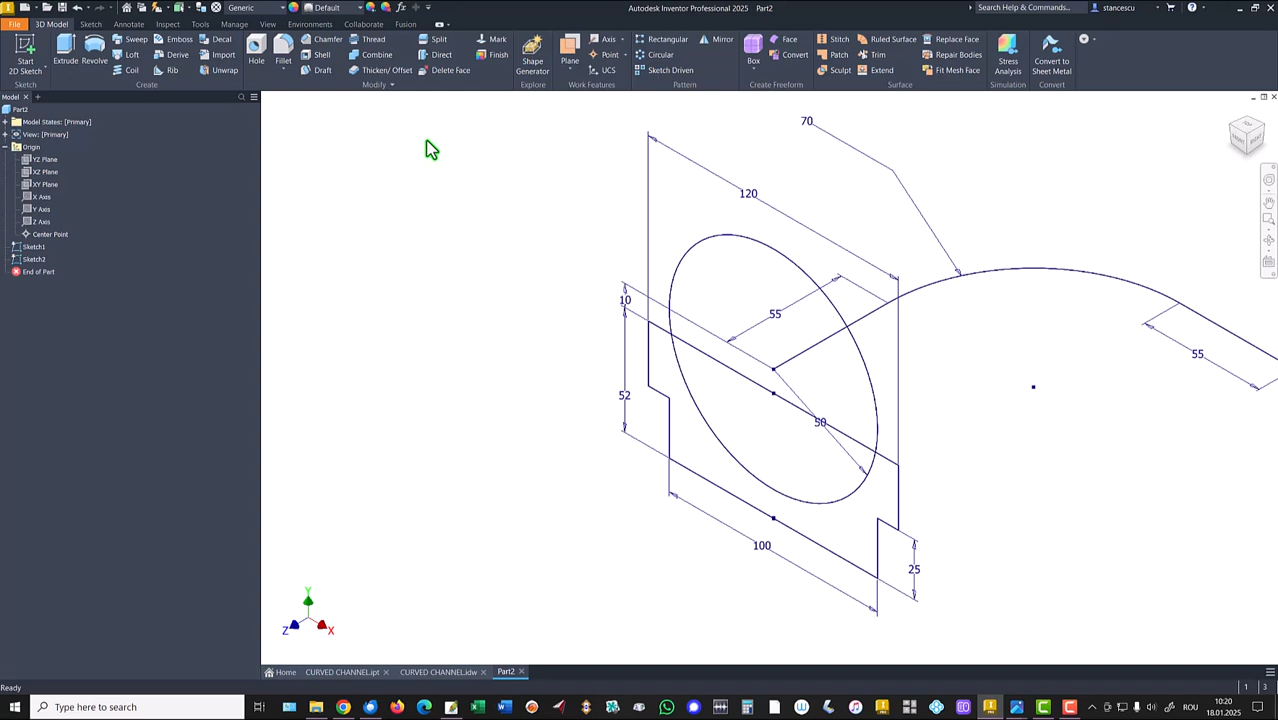 Generic
Default
Autodesk Inventor Professional 2025 Part2
Search Help & Commands...
stancescu
File
3D Model
Sketch
Annotate
Inspect
Tools
Manage
View
Environments
Collaborate
Fusion
Start
2D Sketch
Sketch
Extrude
Revolve
Sweep
Loft
Coil
Emboss
Derive
Rib
Decal
Import
Unwrap
Create
Hole
Fillet
Chamfer
Shell
Draft
Thread
Combine
Thicken/ Offset
Split
Direct
Delete Face
Mark
Finish
Modify
Shape
Generator
Explore
Plane
Axis
Point
UCS
Work Features
Rectangular
Circular
Sketch Driven
Mirror
Pattern
Box
Face
Convert
Create Freeform
Stitch
Patch
Sculpt
Ruled Surface
Trim
Extend
Replace Face
Repair Bodies
Fit Mesh Face
Surface
Stress
Analysis
Simulation
Convert to
Sheet Metal
Convert
Model
Part2
Model States: [Primary]
View: [Primary]
Origin
YZ Plane
XZ Plane
XY Plane
X Axis
Y Axis
Z Axis
Center Point
Sketch1
Sketch2
End of Part
70
120
10
55
55
52
50
100
25
Y
Z
X
Home
CURVED CHANNEL.ipt
CURVED CHANNEL.idw
Part2
Ready
1
3
Type here to search
ROU
10:20
18.01.2025